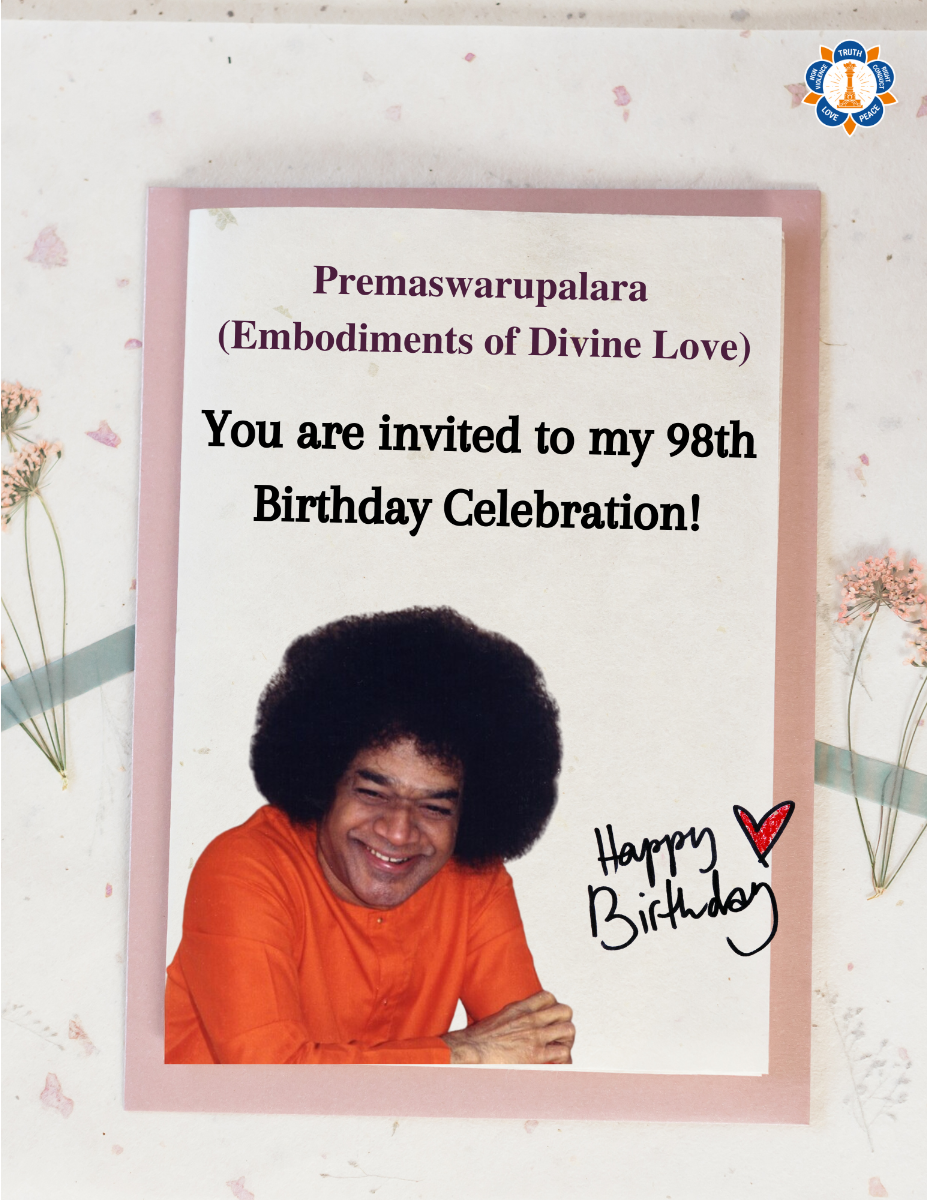 TRUTH
RIGHT
CONDUCT
PEACE
LOVE
NON
VIOLENCE
Premaswarupalara
(Embodiments of Divine Love)
You are invited to my 98th
Birthday Celebration!
Happy
Birthday